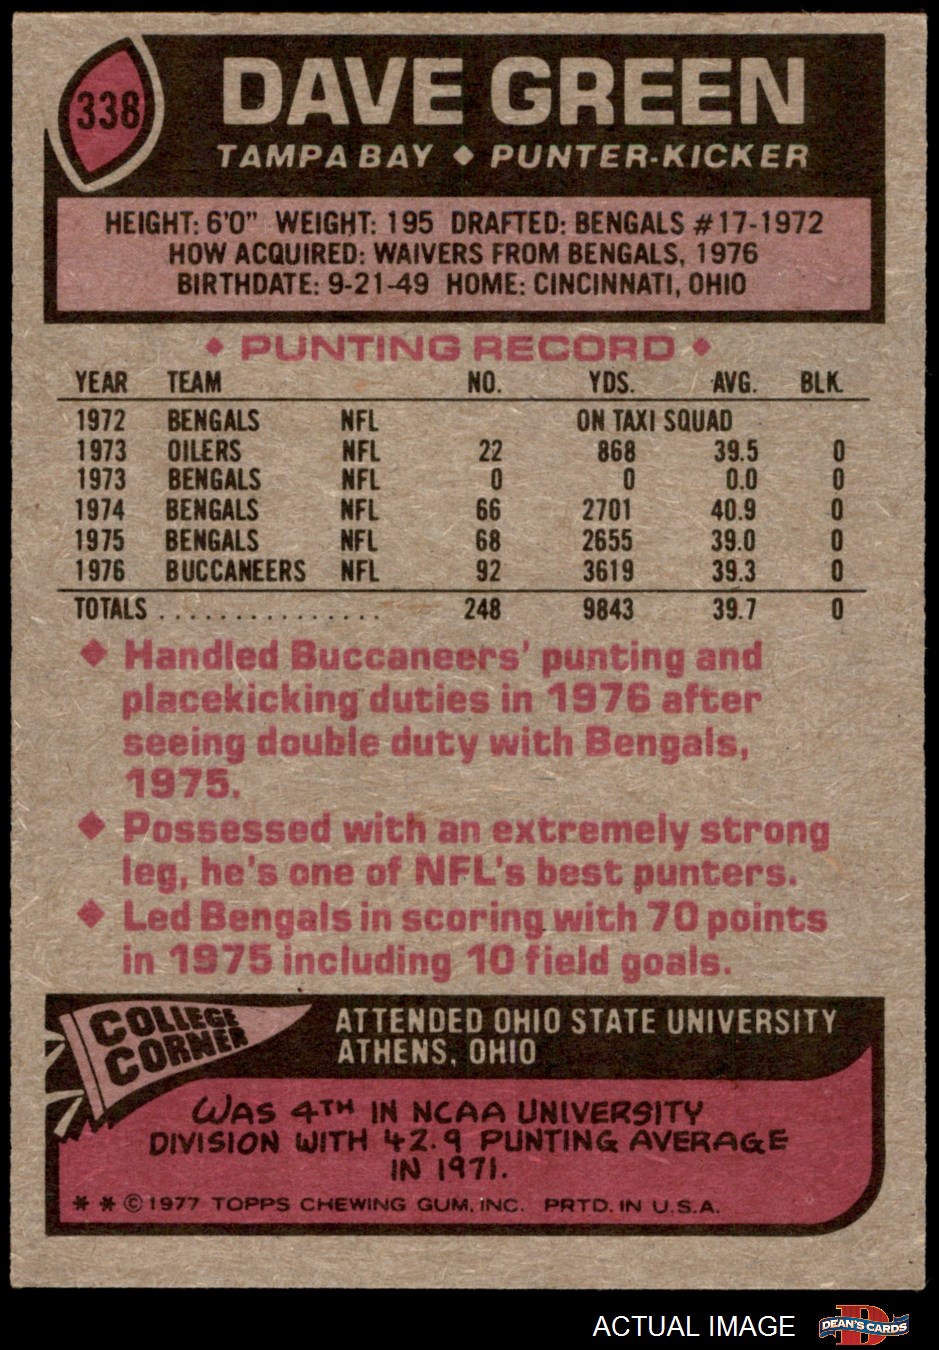 338
DAVE GREEN
TAMPA BAY ◆ PUNTER-KICKER
HEIGHT: 6'0" WEIGHT: 195 DRAFTED: BENGALS #17-1972
HOW ACQUIRED: WAIVERS FROM BENGALS, 1976
BIRTHDATE: 9-21-49 HOME: CINCINNATI, OHIO
◆ PUNTING RECORD ◆
YEAR TEAM NO. YDS. AVG. BLK.
1972 BENGALS NFL ON TAXI SQUAD
1973 OILERS NFL 22 868 39.5 0
1973 BENGALS NFL 0 0 0.0 0
1974 BENGALS NFL 66 2701 40.9 0
1975 BENGALS NFL 68 2655 39.0 0
1976 BUCCANEERS NFL 92 3619 39.3 0
TOTALS . . . . . . . . . . . . . . . 248 9843 39.7 0
◆ Handled Buccaneers' punting and
placekicking duties in 1976 after
seeing double duty with Bengals,
1975.
◆ Possessed with an extremely strong
leg, he's one of NFL's best punters.
◆ Led Bengals in scoring with 70 points
in 1975 including 10 field goals.
COLLEGE
CORNER
ATTENDED OHIO STATE UNIVERSITY
ATHENS, OHIO
WAS 4TH IN NCAA UNIVERSITY
DIVISION WITH 42.9 PUNTING AVERAGE
IN 1971.
* * © 1977 TOPPS CHEWING GUM, INC. PRTD. IN U.S.A.
ACTUAL IMAGE
D
DEAN'S CARDS